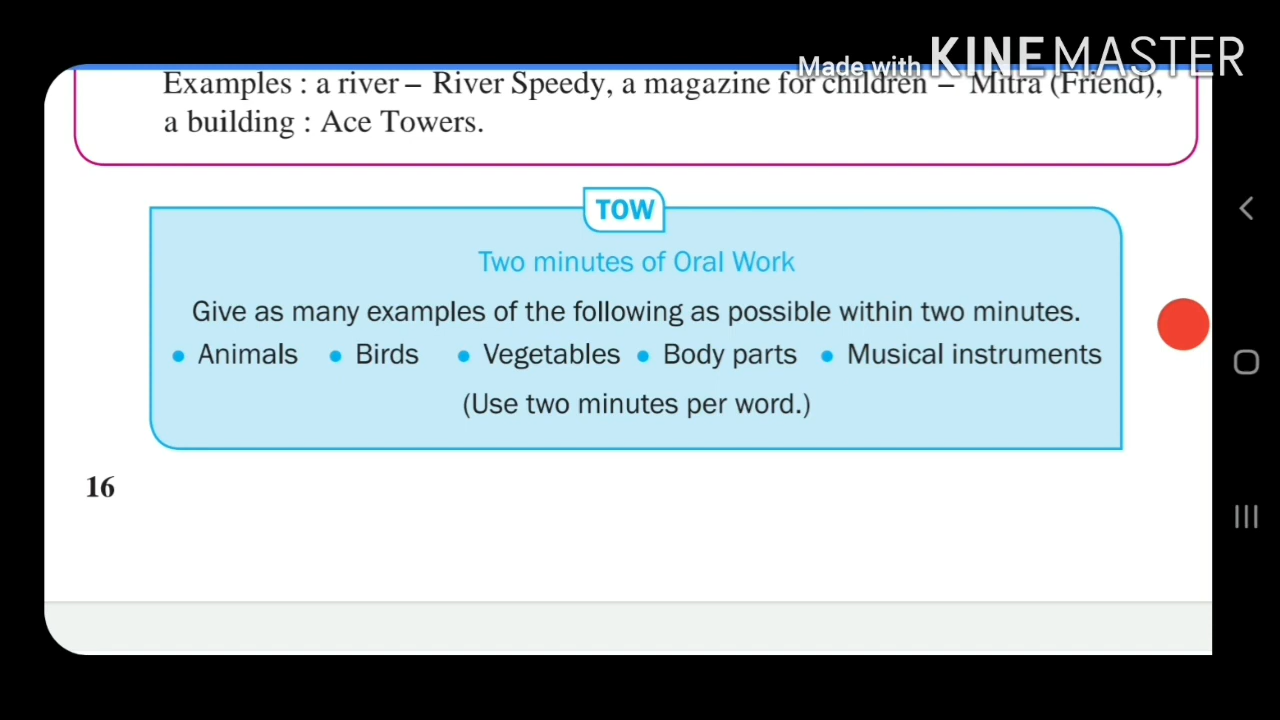 Made with KINEMASTER
Examples : a river – River Speedy, a magazine for children – Mitra (Friend),
a building : Ace Towers.
TOW
Two minutes of Oral Work
Give as many examples of the following as possible within two minutes.
• Animals • Birds • Vegetables • Body parts • Musical instruments
(Use two minutes per word.)
16